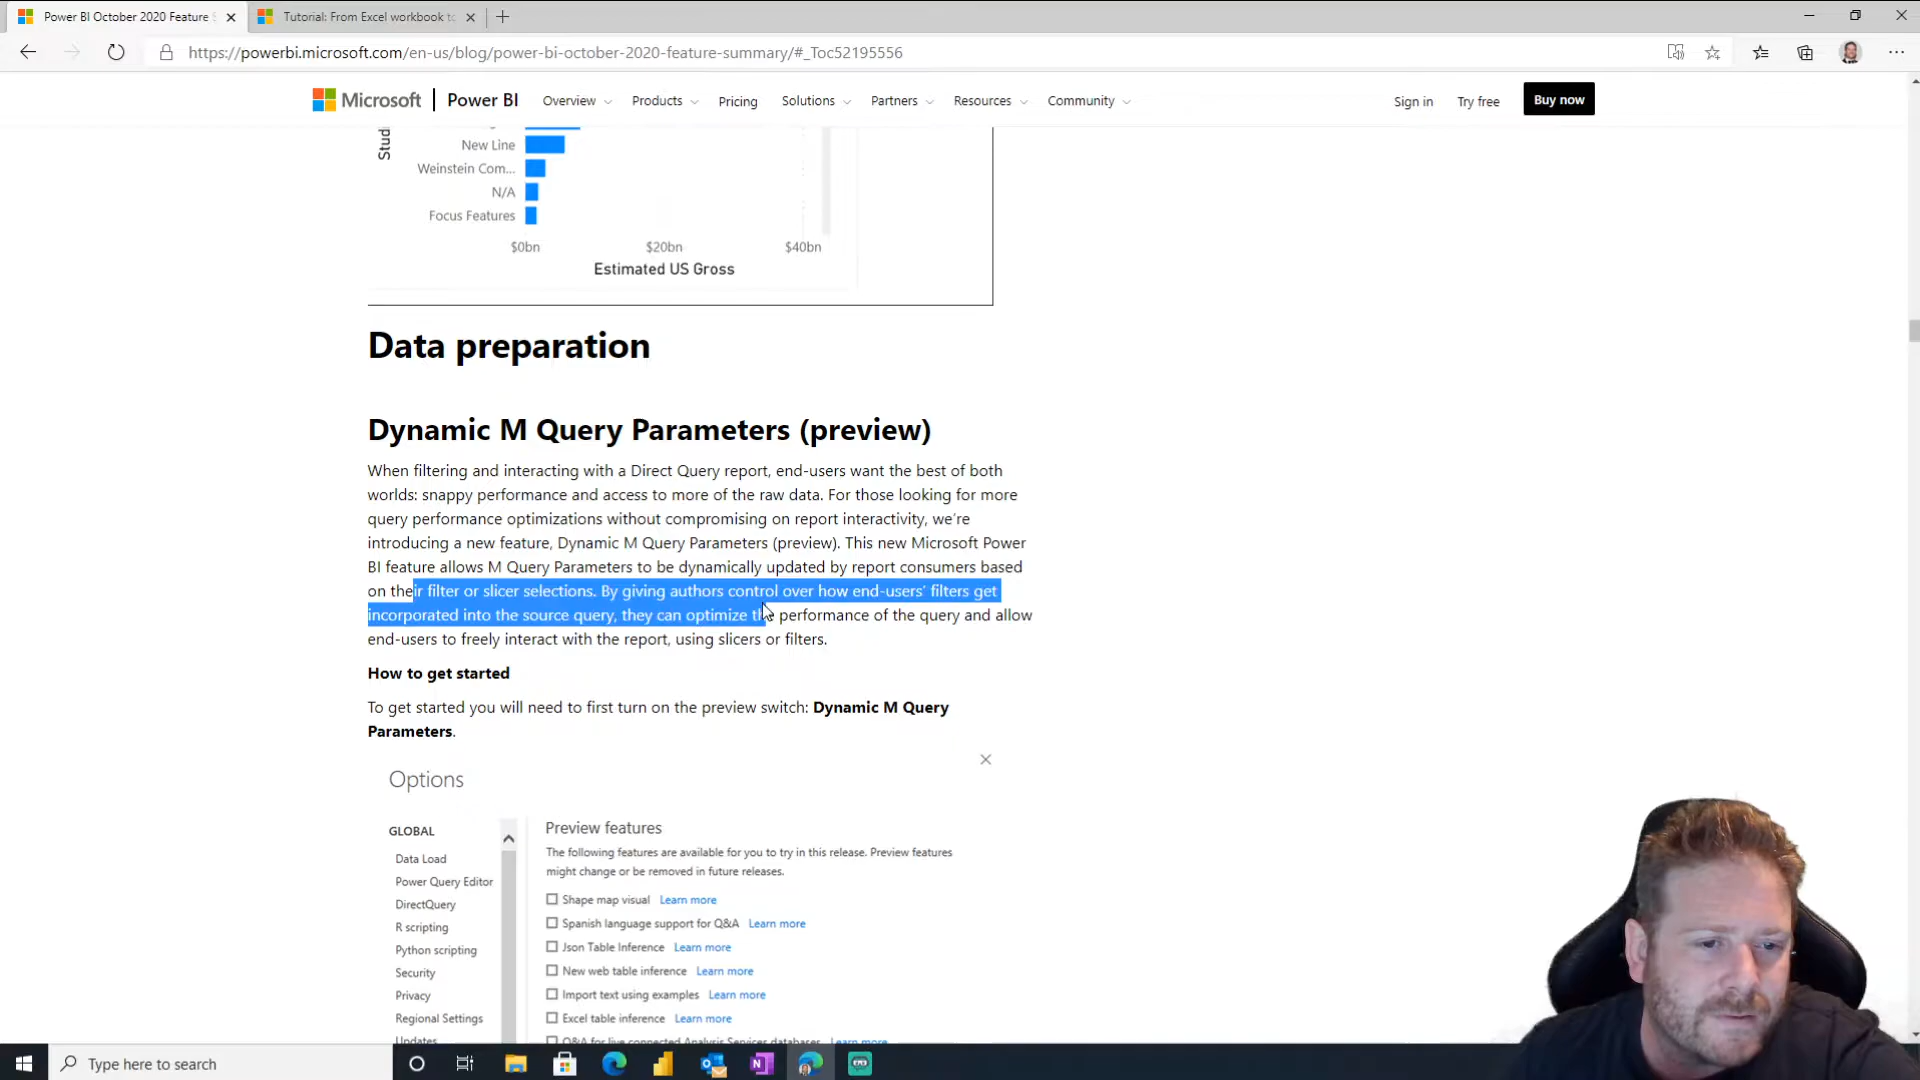 Power BI October 2020 Feature S
Tutorial: From Excel workbook to
https://powerbi.microsoft.com/en-us/blog/power-bi-october-2020-feature-summary/#_Toc52195556
Microsoft Power BI Overview Products Pricing Solutions Partners Resources Community Sign in Try free Buy now
Studi
New Line
Weinstein Com...
N/A
Focus Features
$0bn $20bn $40bn
Estimated US Gross
Data preparation
Dynamic M Query Parameters (preview)
When filtering and interacting with a Direct Query report, end-users want the best of both
worlds: snappy performance and access to more of the raw data. For those looking for more
query performance optimizations without compromising on report interactivity, we're
introducing a new feature, Dynamic M Query Parameters (preview). This new Microsoft Power
BI feature allows M Query Parameters to be dynamically updated by report consumers based
on their filter or slicer selections. By giving authors control over how end-users' filters get
incorporated into the source query, they can optimize the performance of the query and allow
end-users to freely interact with the report, using slicers or filters.
How to get started
To get started you will need to first turn on the preview switch: Dynamic M Query
Parameters.
Options
GLOBAL
Data Load
Power Query Editor
DirectQuery
R scripting
Python scripting
Security
Privacy
Regional Settings
Updates
Preview features
The following features are available for you to try in this release. Preview features
might change or be removed in future releases.
Shape map visual Learn more
Spanish language support for Q&A Learn more
Json Table Inference Learn more
New web table inference Learn more
Import text using examples Learn more
Excel table inference Learn more
Q&A for live connected Analysis Services databases Learn more
Type here to search